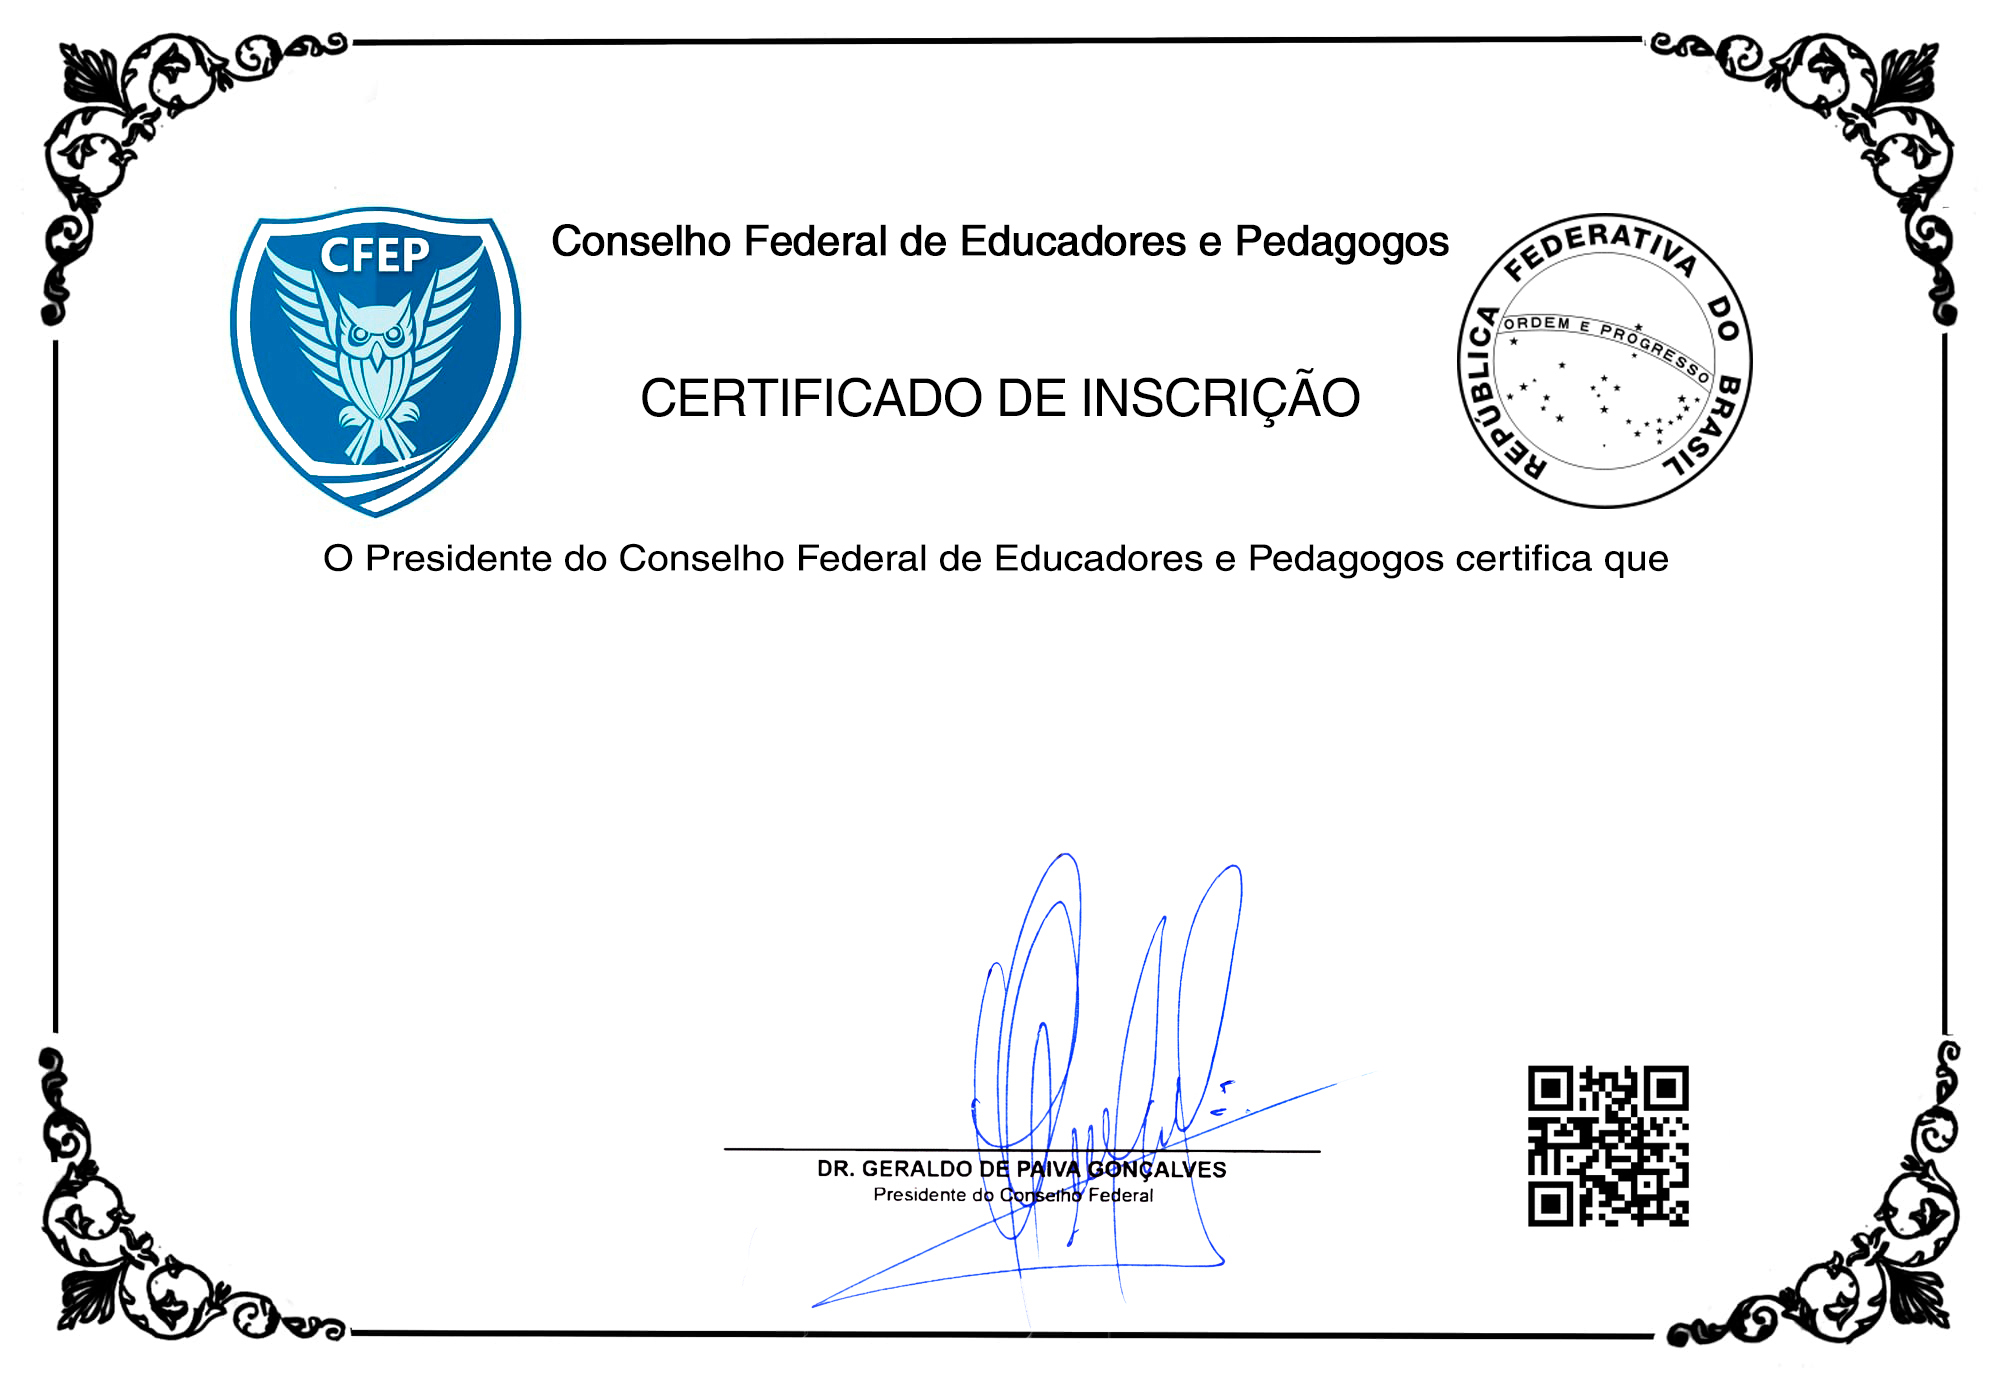 CFEP
Conselho Federal de Educadores e Pedagogos
CERTIFICADO DE INSCRIÇÃO
REPÚBLICA FEDERATIVA DO BRASIL
ORDEM E PROGRESSO
O Presidente do Conselho Federal de Educadores e Pedagogos certifica que
DR. GERALDO DE PAIVA GONÇALVES
Presidente do Conselho Federal